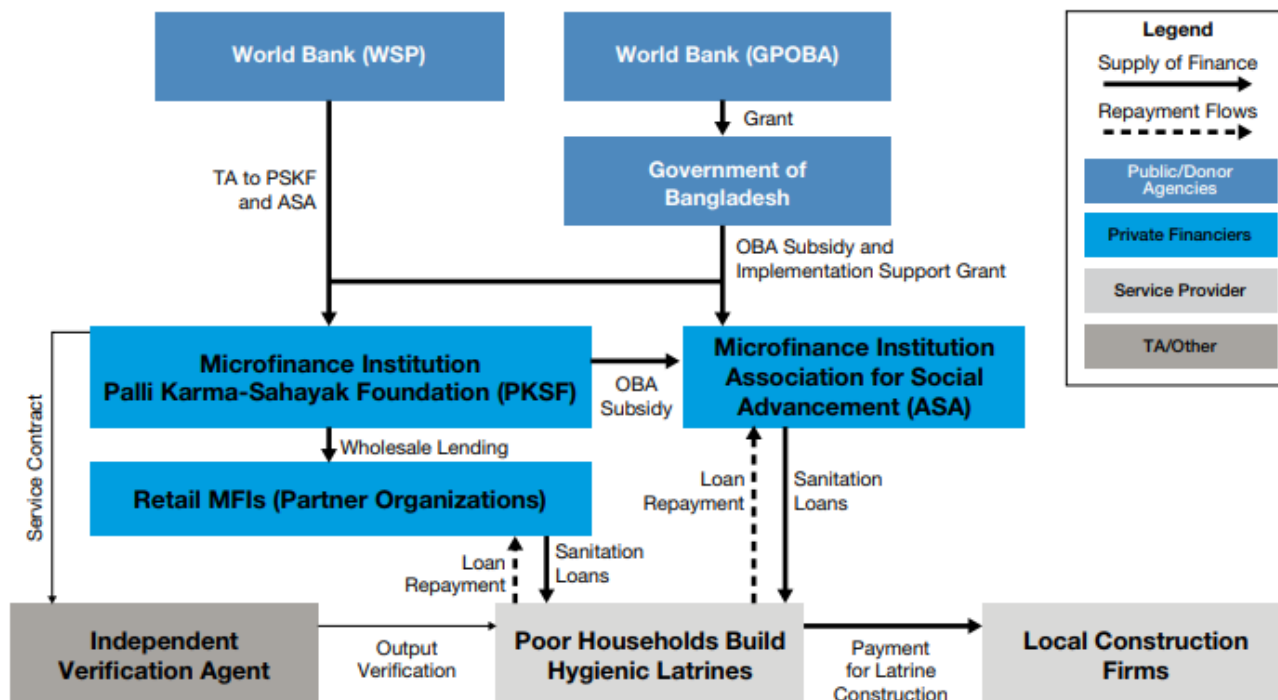 World Bank (WSP)
World Bank (GPOBA)
Legend
Supply of Finance
Repayment Flows
Public/Donor
Agencies
Private Financiers
Service Provider
TA/Other
Grant
Government of
Bangladesh
TA to PSKF
and ASA
OBA Subsidy and
Implementation Support Grant
Microfinance Institution
Palli Karma-Sahayak Foundation (PKSF)
OBA
Subsidy
Microfinance Institution
Association for Social
Advancement (ASA)
Service Contract
Wholesale Lending
Retail MFIs (Partner Organizations)
Loan
Repayment
Sanitation
Loans
Loan
Repayment
Sanitation
Loans
Independent
Verification Agent
Output
Verification
Poor Households Build
Hygienic Latrines
Payment
for Latrine
Construction
Local Construction
Firms